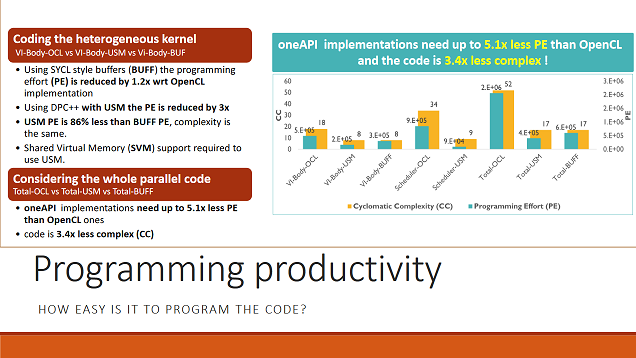 Coding the heterogeneous kernel
VI-Body-OCL vs VI-Body-USM vs Vi-Body-BUF
• Using SYCL style buffers (BUFF) the programming
effort (PE) is reduced by 1.2x wrt OpenCL
implementation
• Using DPC++ with USM the PE is reduced by 3x
• USM PE is 86% less than BUFF PE, complexity is
the same.
• Shared Virtual Memory (SVM) support required to
use USM.
Considering the whole parallel code
Total-OCL vs Total-USM vs Total-BUFF
• oneAPI implementations need up to 5.1x less PE
than OpenCL ones
• code is 3.4x less complex (CC)
oneAPI implementations need up to 5.1x less PE than OpenCL
and the code is 3.4x less complex !
CC
60
50
40
30
20
10
0
5.E+05
18
2.E+05
8
3.E+05
8
9.E+05
34
9.E+04
9
2.E+06
52
4.E+05
17
6.E+05
17
3.E+06
2.E+06
2.E+06
1.E+06
5.E+05
0.E+00
PE
VI-Body-OCL
VI-Body-USM
VI-Body-BUFF
Scheduler-OCL
Scheduler-USM
Total-OCL
Total-USM
Total-BUFF
Cyclomatic Complexity (CC)
Programming Effort (PE)
Programming productivity
HOW EASY IS IT TO PROGRAM THE CODE?